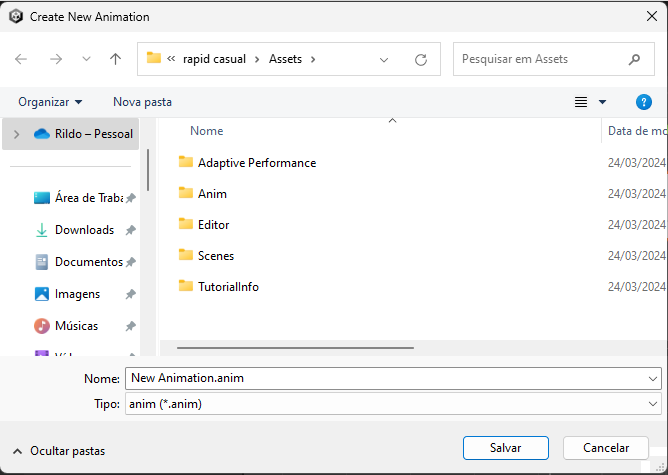 Create New Animation
« rapid casual > Assets >
Pesquisar em Assets
Organizar
Nova pasta
?
Rildo – Pessoal
Área de Traba
Downloads
Documentos
Imagens
Músicas
Nome
Data de mo
Adaptive Performance
24/03/2024
Anim
24/03/2024
Editor
24/03/2024
Scenes
24/03/2024
TutorialInfo
24/03/2024
Nome: New Animation.anim
Tipo: anim (*.anim)
Ocultar pastas
Salvar
Cancelar